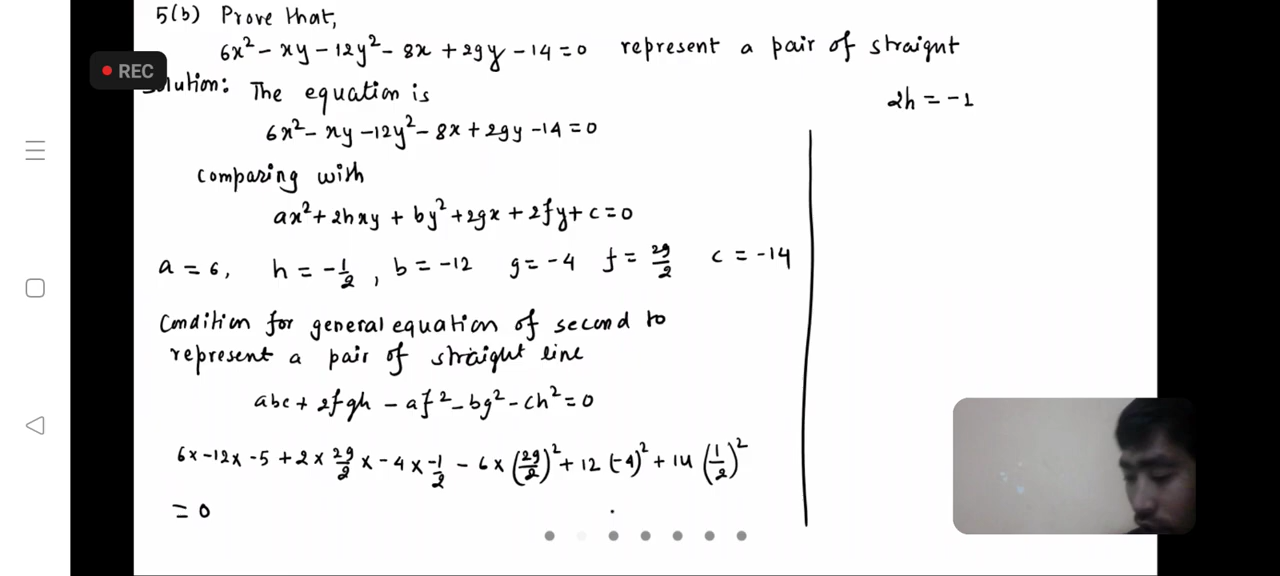 5(b) Prove that,
6x² - xy - 12y² - 8x + 29y - 14 = 0 represent a pair of straignt
REC
lution: The equation is
2h = -1
6x² - xy - 12y² - 8x + 29y - 14 = 0
comparing with
ax² + 2hxy + by² + 2gx + 2fy + c = 0
a = 6, h = -1/2, b = -12 g = -4 f = 29/2 c = -14
Condition for general equation of second to
represent a pair of straight line
abc + 2fgh - af² - bg² - ch² = 0
6x -12x -5 + 2 x 29/2 x -4 x -1/2 - 6 x (29/2)² + 12 (-4)² + 14 (1/2)²
= 0